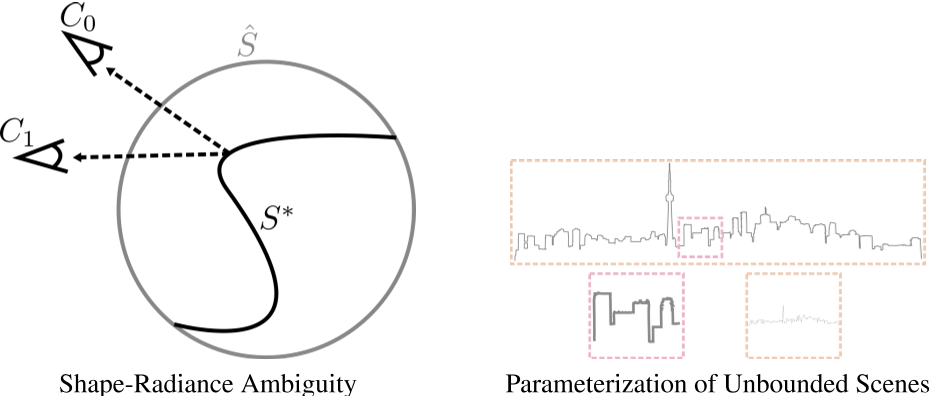 C₀
Ŝ
C₁
S*
Shape-Radiance Ambiguity
Parameterization of Unbounded Scenes